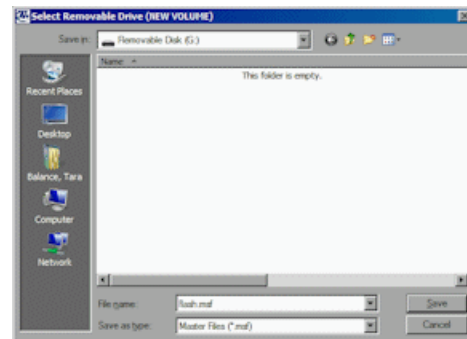 Select Removable Drive (NEW VOLUME)
Save in: Removable Disk (G:)
Name
This folder is empty.
Recent Places
Desktop
Balance, Tara
Computer
Network
File name: flash.maf Save
Save as type: Master Files (*.maf) Cancel